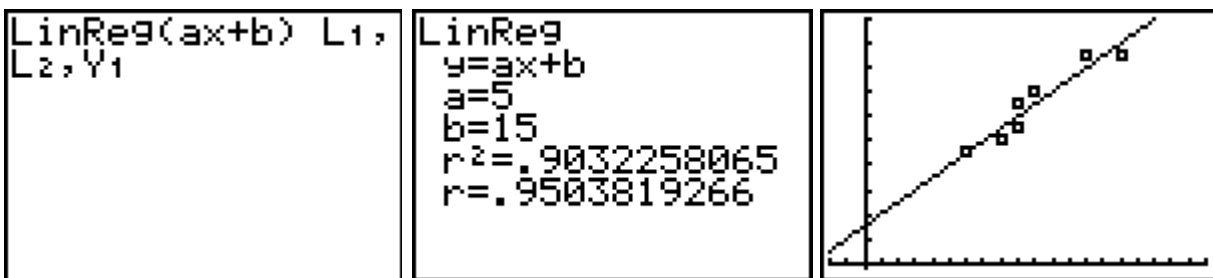 LinReg(ax+b) L₁,
L₂,Y₁
LinReg
y=ax+b
a=5
b=15
r²=.9032258065
r=.9503819266